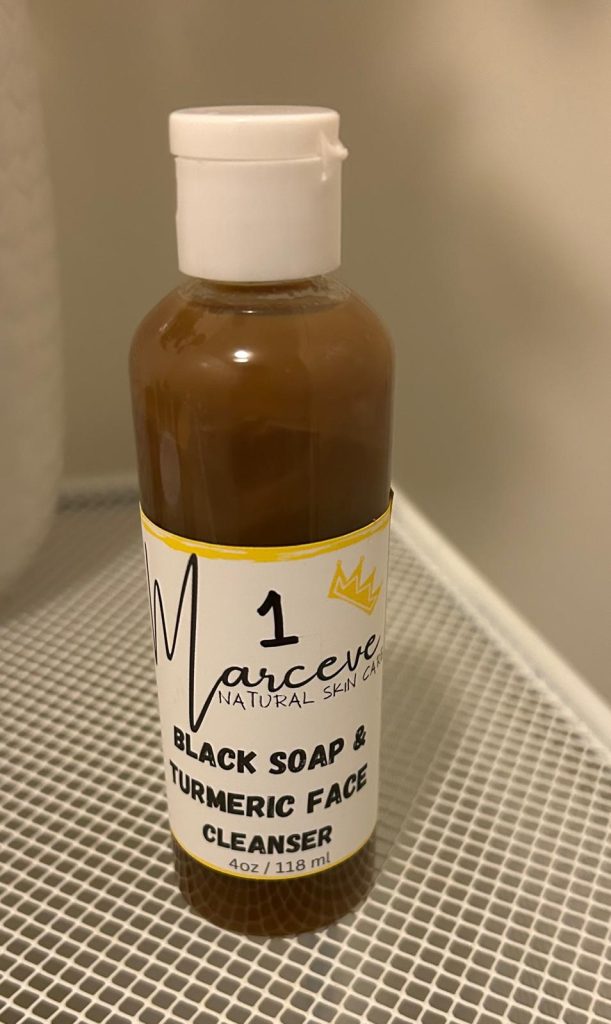 1
Marceve
NATURAL SKIN CARE
BLACK SOAP &
TURMERIC FACE
CLEANSER
4oz / 118 ml